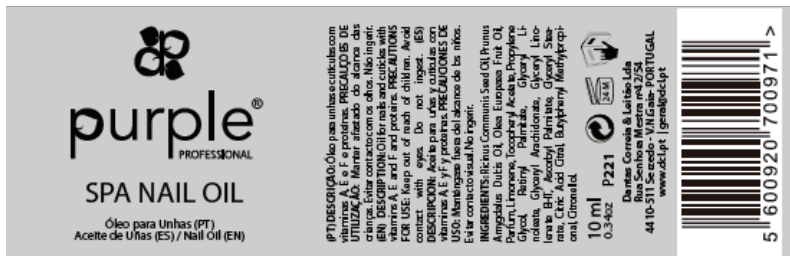 purple®
PROFESSIONAL
SPA NAIL OIL
Óleo para Unhas (PT)
Aceite de Uñas (ES) / Nail Oil (EN)
(PT) DESCRIÇÃO: Óleo para unhas e cutículas com
vitaminas A, E e F e proteínas. PRECAUÇOES DE
UTILIZAÇÃO: Manter afastado do alcance das
crianças. Evitar contacto com os olhos. Não ingerir.
(EN) DESCRIPTION: Oil for nails and cuticles with
vitamins A, E and F and proteins. PRECAUTIONS
FOR USE: Keep out of reach of children. Avoid
contact with eyes. Do not ingest. (ES)
DESCRIPCION: Aceite para uñas y cutículas con
vitaminas A, E y F y proteínas. PRECAUCIONES DE
USO: Manténgase fuera del alcance de los niños.
Evitar contacto visual. No ingerir.
INGREDIENTS: Ricinus Communis Seed Oil, Prunus
Amygdalus Dulcis Oil, Olea Europaea Fruit Oil,
Parfum, Limonene, Tocopheryl Acetate, Propylene
Glycol, Retinyl Palmitate, Glyceryl Li-
noleate, Glyceryl Arachidonate, Glyceryl Lino-
lenate BHT, Ascorbyl Palmitate, Glyceryl Stea-
rate, Citric Acid Citral, Butylphenyl Methylpropi-
onal, Citronellol.
10 ml
0.34oz
P221
24 M
Dantas Correia & Leitão Lda
Rua Senhora Mestra nº42/54
4410-511 Serzedo - V.N.Gaia- PORTUGAL
www.dcl.pt | geral@dcl.pt
5 600920 700971 >